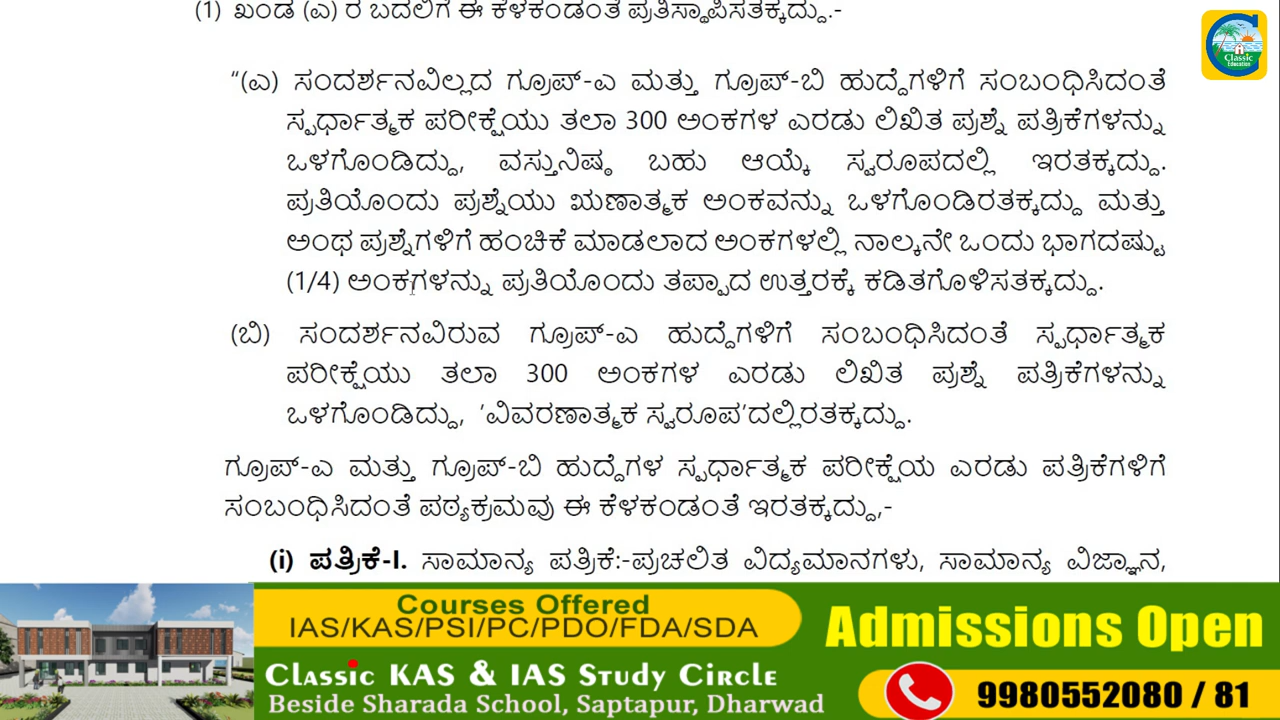 (1) ಖಂಡ (ಎ) ರ ಬದಲಿಗೆ ಈ ಕೆಳಕಂಡಂತೆ ಪ್ರತಿಸ್ಥಾಪಿಸತಕ್ಕದ್ದು.-
"(ಎ) ಸಂದರ್ಶನವಿಲ್ಲದ ಗ್ರೂಪ್-ಎ ಮತ್ತು ಗ್ರೂಪ್-ಬಿ ಹುದ್ದೆಗಳಿಗೆ ಸಂಬಂಧಿಸಿದಂತೆ
ಸ್ಪರ್ಧಾತ್ಮಕ ಪರೀಕ್ಷೆಯು ತಲಾ 300 ಅಂಕಗಳ ಎರಡು ಲಿಖಿತ ಪ್ರಶ್ನೆ ಪತ್ರಿಕೆಗಳನ್ನು
ಒಳಗೊಂಡಿದ್ದು, ವಸ್ತುನಿಷ್ಠ ಬಹು ಆಯ್ಕೆ ಸ್ವರೂಪದಲ್ಲಿ ಇರತಕ್ಕದ್ದು.
ಪ್ರತಿಯೊಂದು ಪ್ರಶ್ನೆಯು ಋಣಾತ್ಮಕ ಅಂಕವನ್ನು ಒಳಗೊಂಡಿರತಕ್ಕದ್ದು ಮತ್ತು
ಅಂಥ ಪ್ರಶ್ನೆಗಳಿಗೆ ಹಂಚಿಕೆ ಮಾಡಲಾದ ಅಂಕಗಳಲ್ಲಿ ನಾಲ್ಕನೇ ಒಂದು ಭಾಗದಷ್ಟು
(1/4) ಅಂಕಗಳನ್ನು ಪ್ರತಿಯೊಂದು ತಪ್ಪಾದ ಉತ್ತರಕ್ಕೆ ಕಡಿತಗೊಳಿಸತಕ್ಕದ್ದು.
(ಬಿ) ಸಂದರ್ಶನವಿರುವ ಗ್ರೂಪ್-ಎ ಹುದ್ದೆಗಳಿಗೆ ಸಂಬಂಧಿಸಿದಂತೆ ಸ್ಪರ್ಧಾತ್ಮಕ
ಪರೀಕ್ಷೆಯು ತಲಾ 300 ಅಂಕಗಳ ಎರಡು ಲಿಖಿತ ಪ್ರಶ್ನೆ ಪತ್ರಿಕೆಗಳನ್ನು
ಒಳಗೊಂಡಿದ್ದು, 'ವಿವರಣಾತ್ಮಕ ಸ್ವರೂಪ'ದಲ್ಲಿರತಕ್ಕದ್ದು.
ಗ್ರೂಪ್-ಎ ಮತ್ತು ಗ್ರೂಪ್-ಬಿ ಹುದ್ದೆಗಳ ಸ್ಪರ್ಧಾತ್ಮಕ ಪರೀಕ್ಷೆಯ ಎರಡು ಪತ್ರಿಕೆಗಳಿಗೆ
ಸಂಬಂಧಿಸಿದಂತೆ ಪಠ್ಯಕ್ರಮವು ಈ ಕೆಳಕಂಡಂತೆ ಇರತಕ್ಕದ್ದು,-
(i) ಪತ್ರಿಕೆ-I. ಸಾಮಾನ್ಯ ಪತ್ರಿಕೆ:-ಪ್ರಚಲಿತ ವಿದ್ಯಮಾನಗಳು, ಸಾಮಾನ್ಯ ವಿಜ್ಞಾನ,
Classic
Education
Courses Offered
IAS/KAS/PSI/PC/PDO/FDA/SDA
Classic KAS & IAS Study Circle
Beside Sharada School, Saptapur, Dharwad
Admissions Open
9980552080 / 81